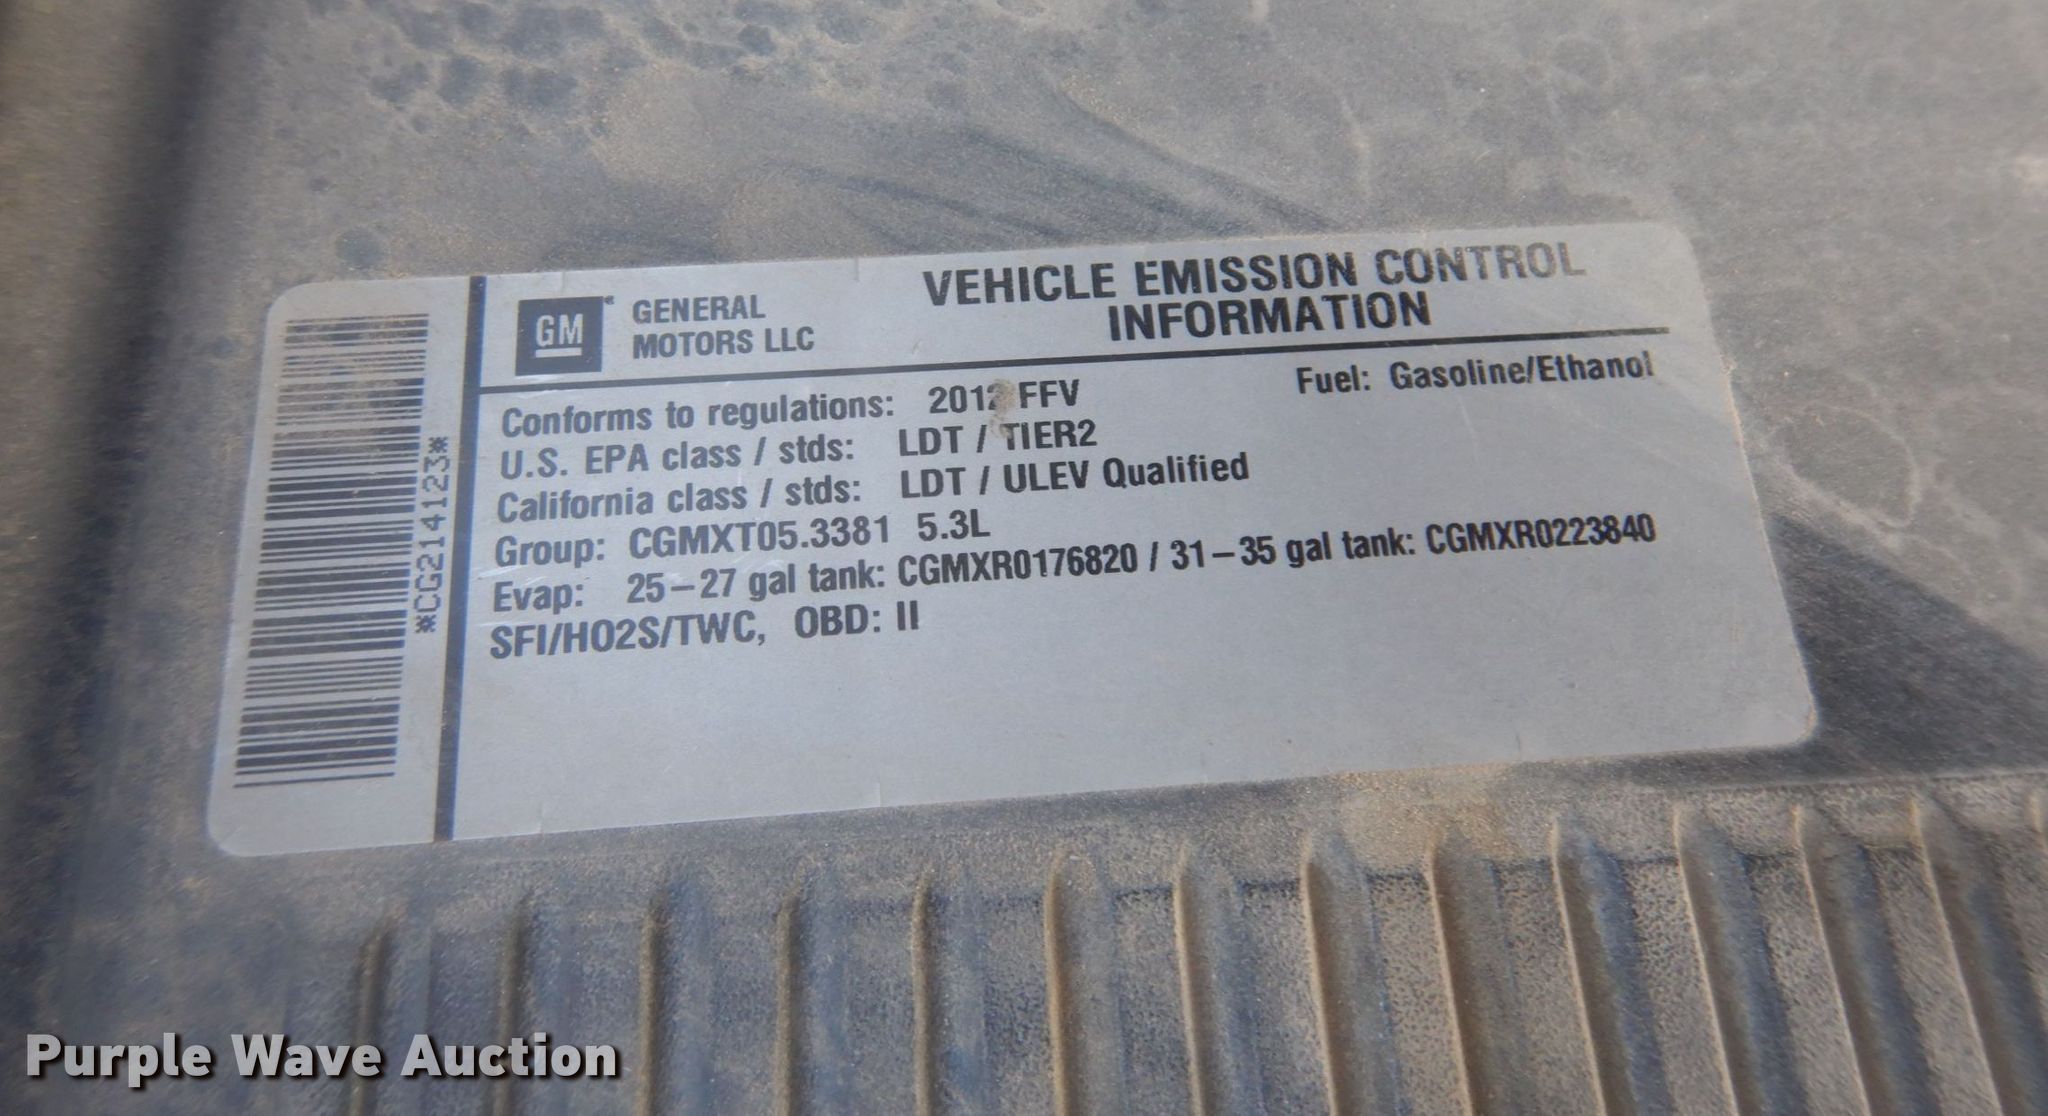 GM
GENERAL
MOTORS LLC
VEHICLE EMISSION CONTROL
INFORMATION
Conforms to regulations: 2012 FFV
Fuel: Gasoline/Ethanol
U.S. EPA class / stds: LDT / TIER2
California class / stds: LDT / ULEV Qualified
Group: CGMXT05.3381 5.3L
Evap: 25-27 gal tank: CGMXR0176820 / 31-35 gal tank: CGMXR0223840
SFI/HO2S/TWC, OBD: II
*CG214123*
Purple Wave Auction